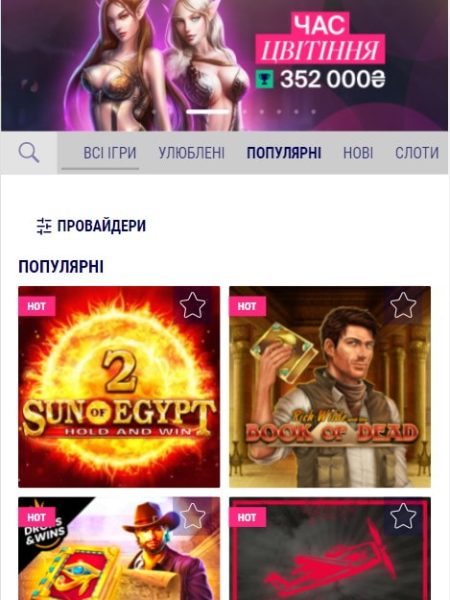 ЧАС
ЦВІТІННЯ
352 000₴
ВСІ ІГРИ УЛЮБЛЕНІ ПОПУЛЯРНІ НОВІ СЛОТИ
ПРОВАЙДЕРИ
ПОПУЛЯРНІ
HOT
HOT
2
SUN OF EGYPT
HOLD AND WIN
Rich Wilde and the
BOOK OF DEAD
HOT
HOT
DROPS
& WINS